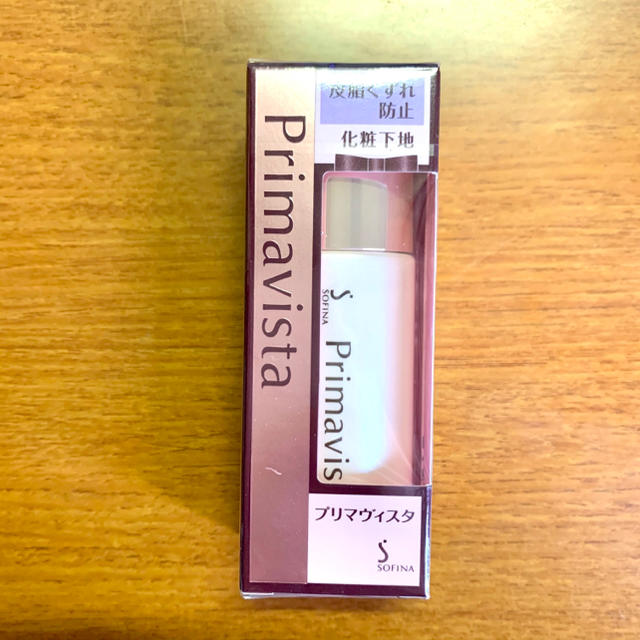 Primavista
皮脂くずれ
防止
化粧下地
SOFINA
Primavis
プリマヴィスタ
SOFINA